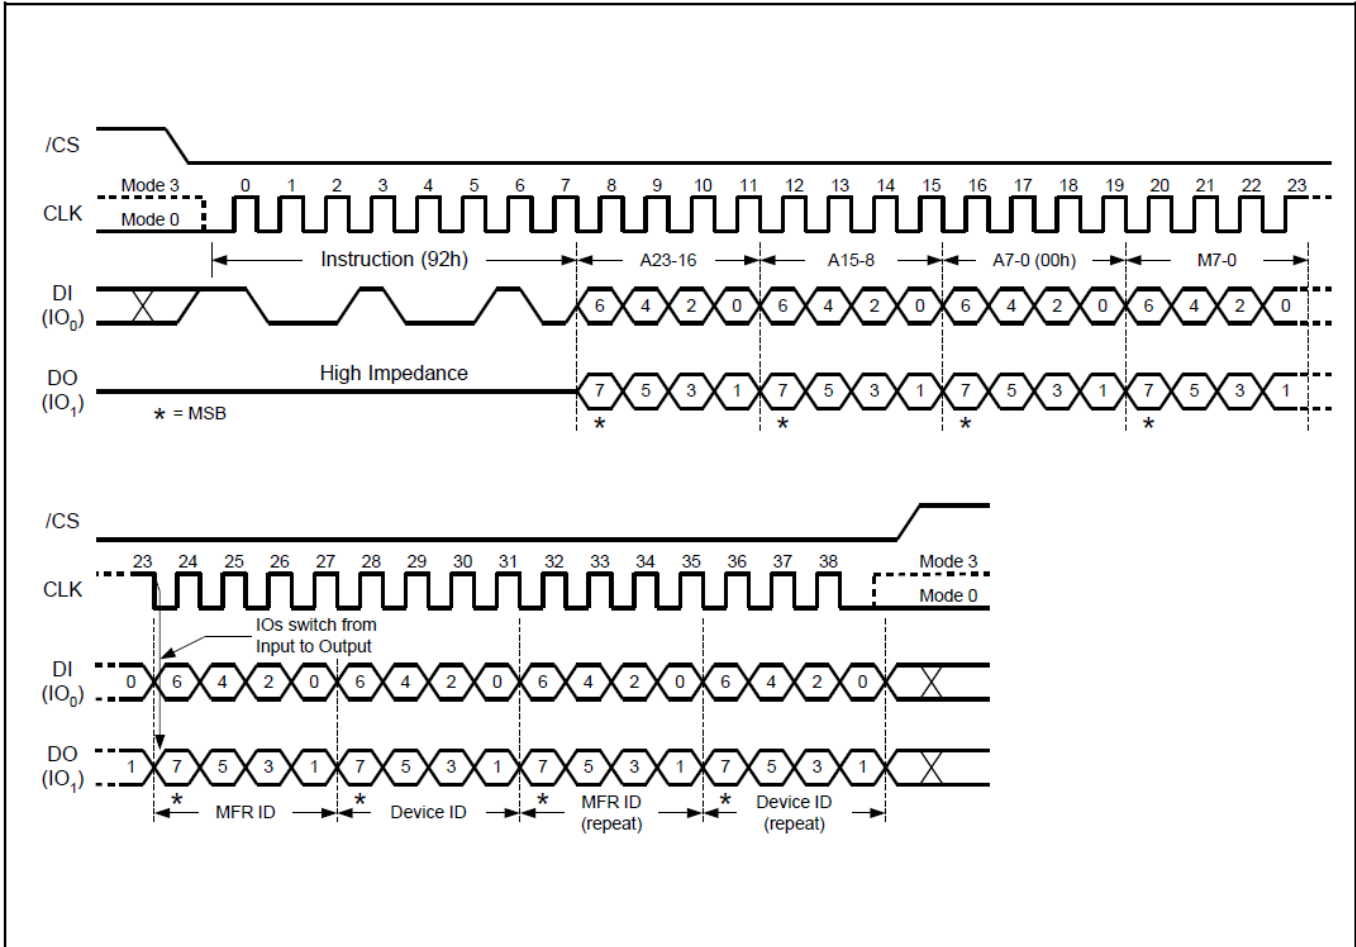 /CS
Mode 3 0 1 2 3 4 5 6 7 8 9 10 11 12 13 14 15 16 17 18 19 20 21 22 23
CLK
Mode 0
Instruction (92h) A23-16 A15-8 A7-0 (00h) M7-0
DI
(IO0)
6 4 2 0 6 4 2 0 6 4 2 0 6 4 2 0
High Impedance
DO
(IO1)
7 5 3 1 7 5 3 1 7 5 3 1 7 5 3 1
* = MSB
* * * *
/CS
23 24 25 26 27 28 29 30 31 32 33 34 35 36 37 38 Mode 3
CLK
Mode 0
IOs switch from
Input to Output
DI
(IO0)
0 6 4 2 0 6 4 2 0 6 4 2 0 6 4 2 0
DO
(IO1)
1 7 5 3 1 7 5 3 1 7 5 3 1 7 5 3 1
* * * *
MFR ID Device ID
MFR ID
(repeat)
Device ID
(repeat)